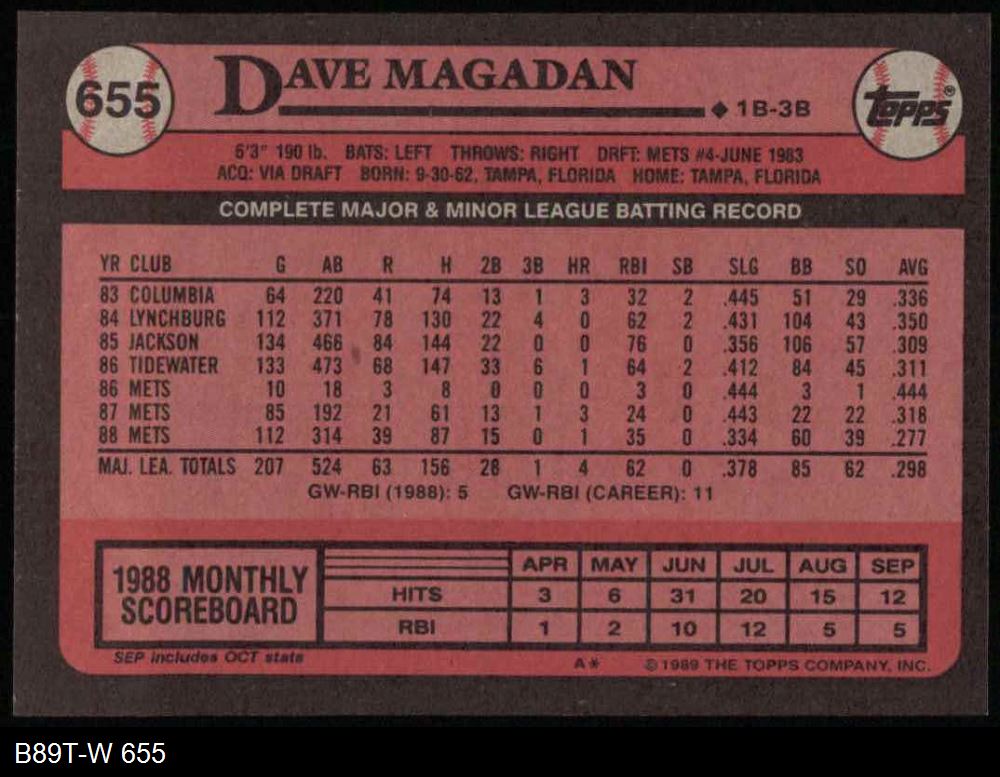 655
DAVE MAGADAN
◆ 1B-3B
TOPPS®
6'3" 190 lb. BATS: LEFT THROWS: RIGHT DRFT: METS #4-JUNE 1983
ACQ: VIA DRAFT BORN: 9-30-62, TAMPA, FLORIDA HOME: TAMPA, FLORIDA
COMPLETE MAJOR & MINOR LEAGUE BATTING RECORD
YR CLUB G AB R H 2B 3B HR RBI SB SLG BB SO AVG
83 COLUMBIA 64 220 41 74 13 1 3 32 2 .445 51 29 .336
84 LYNCHBURG 112 371 78 130 22 4 0 62 2 .431 104 43 .350
85 JACKSON 134 466 84 144 22 0 0 76 0 .356 106 57 .309
86 TIDEWATER 133 473 68 147 33 6 1 64 2 .412 84 45 .311
86 METS 10 18 3 8 0 0 0 3 0 .444 3 1 .444
87 METS 85 192 21 61 13 1 3 24 0 .443 22 22 .318
88 METS 112 314 39 87 15 0 1 35 0 .334 60 39 .277
MAJ. LEA. TOTALS 207 524 63 156 28 1 4 62 0 .378 85 62 .298
GW-RBI (1988): 5 GW-RBI (CAREER): 11
1988 MONTHLY
SCOREBOARD
APR MAY JUN JUL AUG SEP
HITS 3 6 31 20 15 12
RBI 1 2 10 12 5 5
SEP includes OCT stats
A* © 1989 THE TOPPS COMPANY, INC.
B89T-W 655